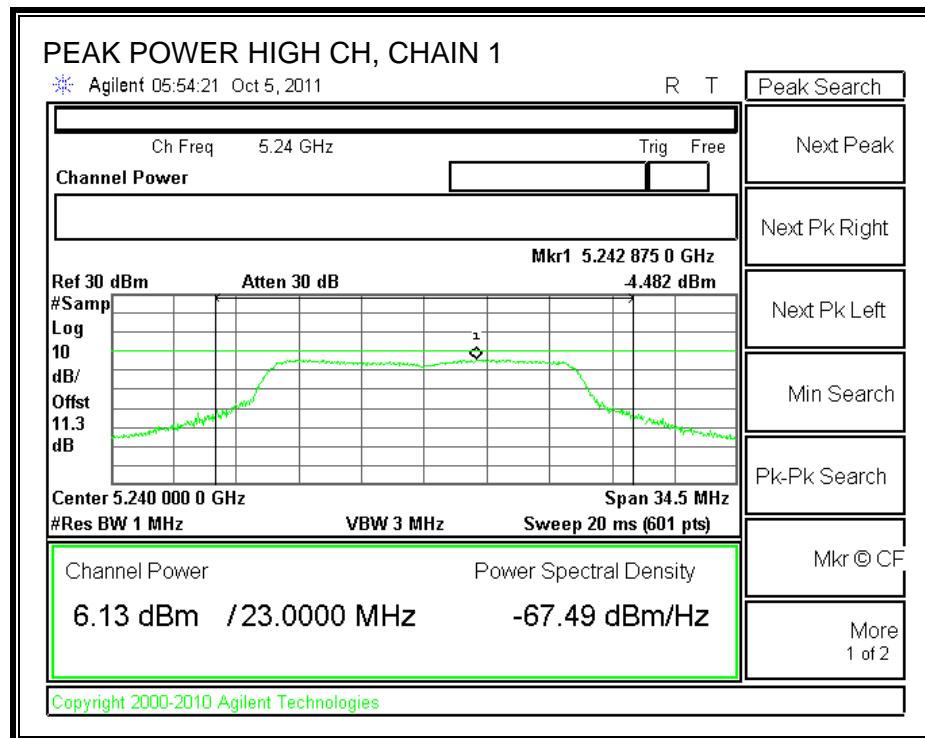 PEAK POWER HIGH CH, CHAIN 1
Agilent 05:54:21 Oct 5, 2011 R T
Peak Search
Ch Freq 5.24 GHz Trig Free
Channel Power
Mkr1 5.242 875 0 GHz
Ref 30 dBm Atten 30 dB -4.482 dBm
#Samp
Log
10
dB/
Offst
11.3
dB
1
Center 5.240 000 0 GHz Span 34.5 MHz
#Res BW 1 MHz VBW 3 MHz Sweep 20 ms (601 pts)
Channel Power Power Spectral Density
6.13 dBm / 23.0000 MHz -67.49 dBm/Hz
Copyright 2000-2010 Agilent Technologies
Next Peak
Next Pk Right
Next Pk Left
Min Search
Pk-Pk Search
Mkr © CF
More
1 of 2